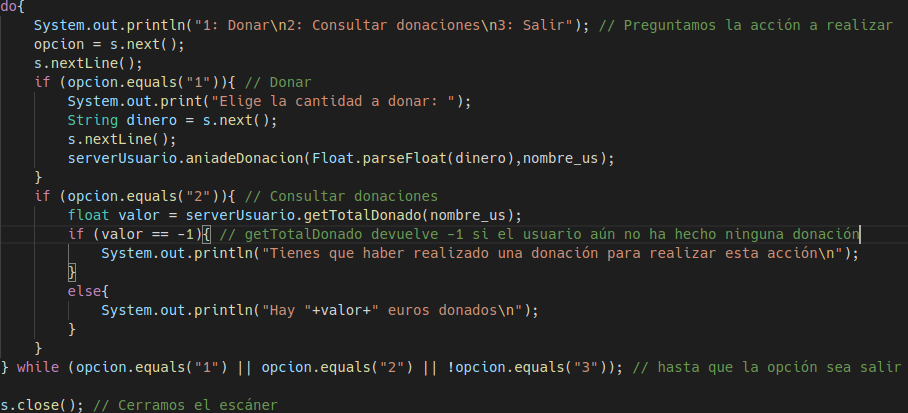 do{
    System.out.println("1: Donar\n2: Consultar donaciones\n3: Salir"); // Preguntamos la acción a realizar
    opcion = s.next();
    s.nextLine();
    if (opcion.equals("1")){ // Donar
        System.out.print("Elige la cantidad a donar: ");
        String dinero = s.next();
        s.nextLine();
        serverUsuario.aniadeDonacion(Float.parseFloat(dinero),nombre_us);
    }
    if (opcion.equals("2")){ // Consultar donaciones
        float valor = serverUsuario.getTotalDonado(nombre_us);
        if (valor == -1){ // getTotalDonado devuelve -1 si el usuario aún no ha hecho ninguna donación
            System.out.println("Tienes que haber realizado una donación para realizar esta acción\n");
        }
        else{
            System.out.println("Hay "+valor+" euros donados\n");
        }
    }
} while (opcion.equals("1") || opcion.equals("2") || !opcion.equals("3")); // hasta que la opción sea salir
s.close(); // Cerramos el escáner